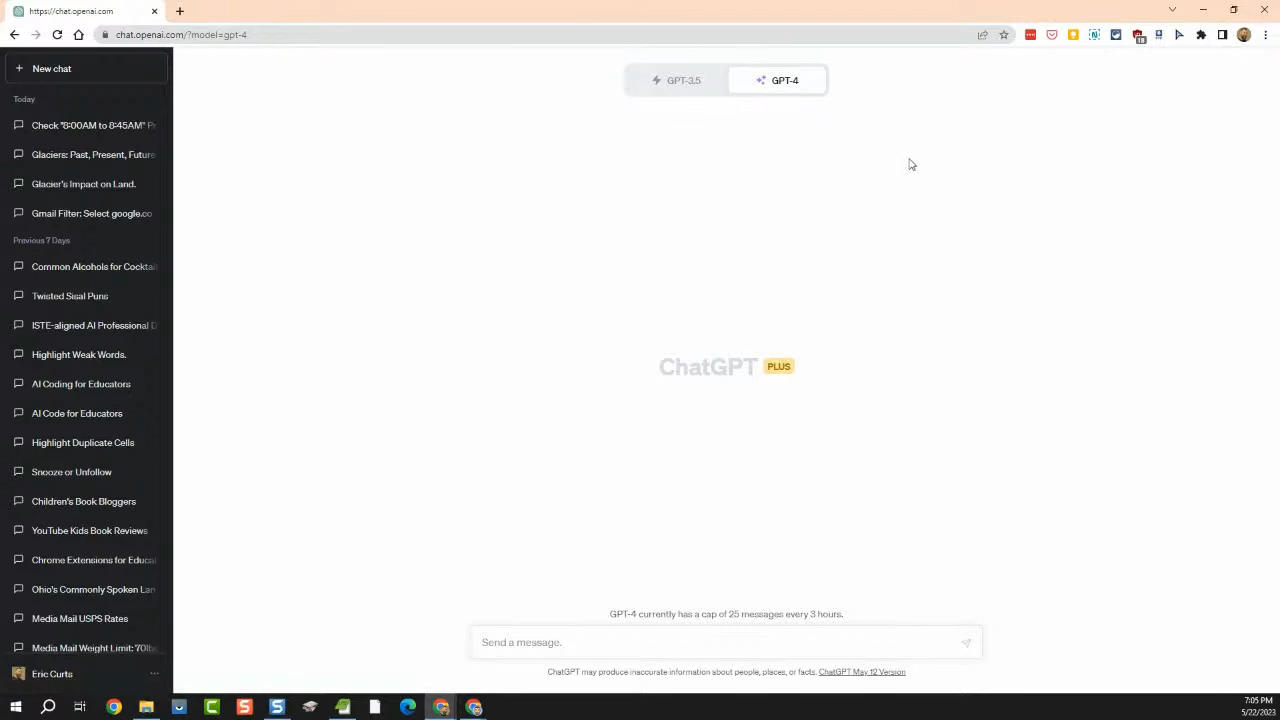 https://chat.openai.com
chat.openai.com/?model=gpt-4
18
New chat
GPT-3.5
GPT-4
Today
Check "8:00AM to 8:45AM" Pr
Glaciers: Past, Present, Future
Glacier's Impact on Land.
Gmail Filter: Select google.co
Previous 7 Days
Common Alcohols for Cocktail
Twisted Sisal Puns
ISTE-aligned AI Professional D
Highlight Weak Words.
ChatGPT PLUS
AI Coding for Educators
AI Code for Educators
Highlight Duplicate Cells
Snooze or Unfollow
Children's Book Bloggers
YouTube Kids Book Reviews
Chrome Extensions for Educa
Ohio's Commonly Spoken Lan
Media Mail USPS Rates
Media Mail Weight Limit: 70lbs
GPT-4 currently has a cap of 25 messages every 3 hours.
Send a message.
Eric Curts
ChatGPT may produce inaccurate information about people, places, or facts. ChatGPT May 12 Version
7:05 PM
5/22/2023